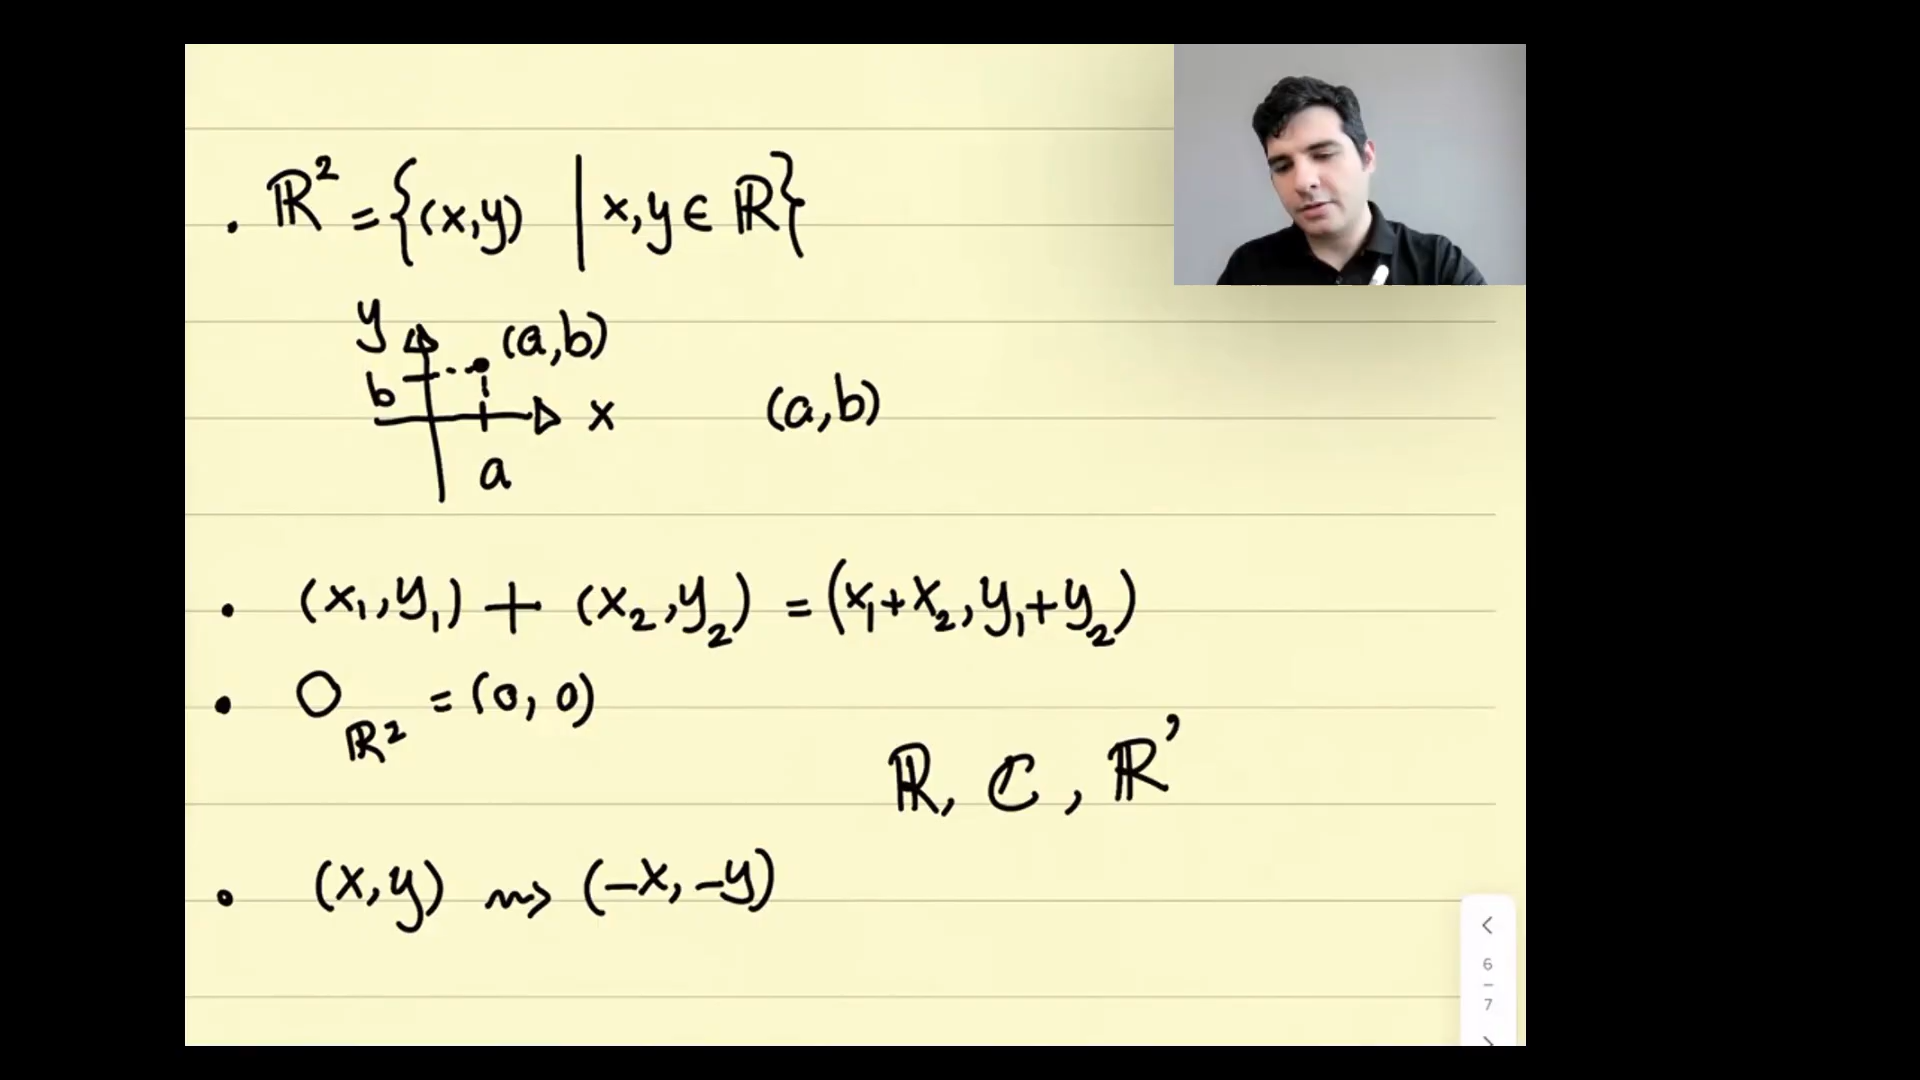 . ℝ² = {(x,y) | x,y ∈ ℝ}
y
(a,b)
b
x
(a,b)
a
• (x₁,y₁) + (x₂,y₂) = (x₁+x₂, y₁+y₂)
• 0_ℝ² = (0, 0)
ℝ, ℂ, ℝ’
• (x,y) ⇝ (-x, -y)
6
7